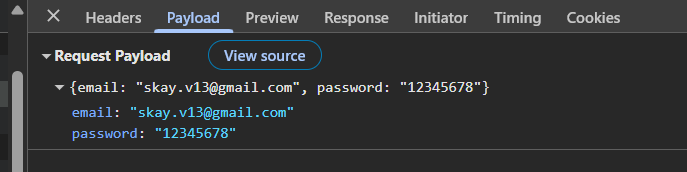 Headers Payload Preview Response Initiator Timing Cookies
Request Payload View source
{email: "skay.v13@gmail.com", password: "12345678"}
email: "skay.v13@gmail.com"
password: "12345678"